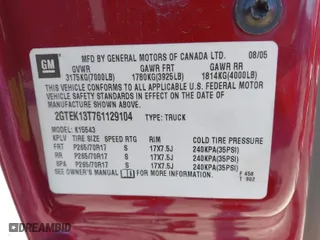 GM
MFD BY GENERAL MOTORS OF CANADA LTD. 08/05
GVWR GAWR FRT GAWR RR
3175KG(7000LB) 1780KG(3925LB) 1814KG(4000LB)
THIS VEHICLE CONFORMS TO ALL APPLICABLE U.S. FEDERAL MOTOR
VEHICLE SAFETY STANDARDS IN EFFECT ON THE DATE OF
MANUFACTURE SHOWN ABOVE.
2GTEK13T761129104 TYPE: TRUCK
MODEL: K15543
KPLV TIRE SIZE SPEED RTG RIM COLD TIRE PRESSURE
FRT P265/70R17 S 17X7.5J 240KPA(35PSI)
RR P265/70R17 S 17X7.5J 240KPA(35PSI)
SPA P265/70R17 S 17X7.5J 240KPA(35PSI)
SEE OWNER'S MANUAL FOR MORE INFORMATION.
F 456
T 902
DEALERS & SALVAGE